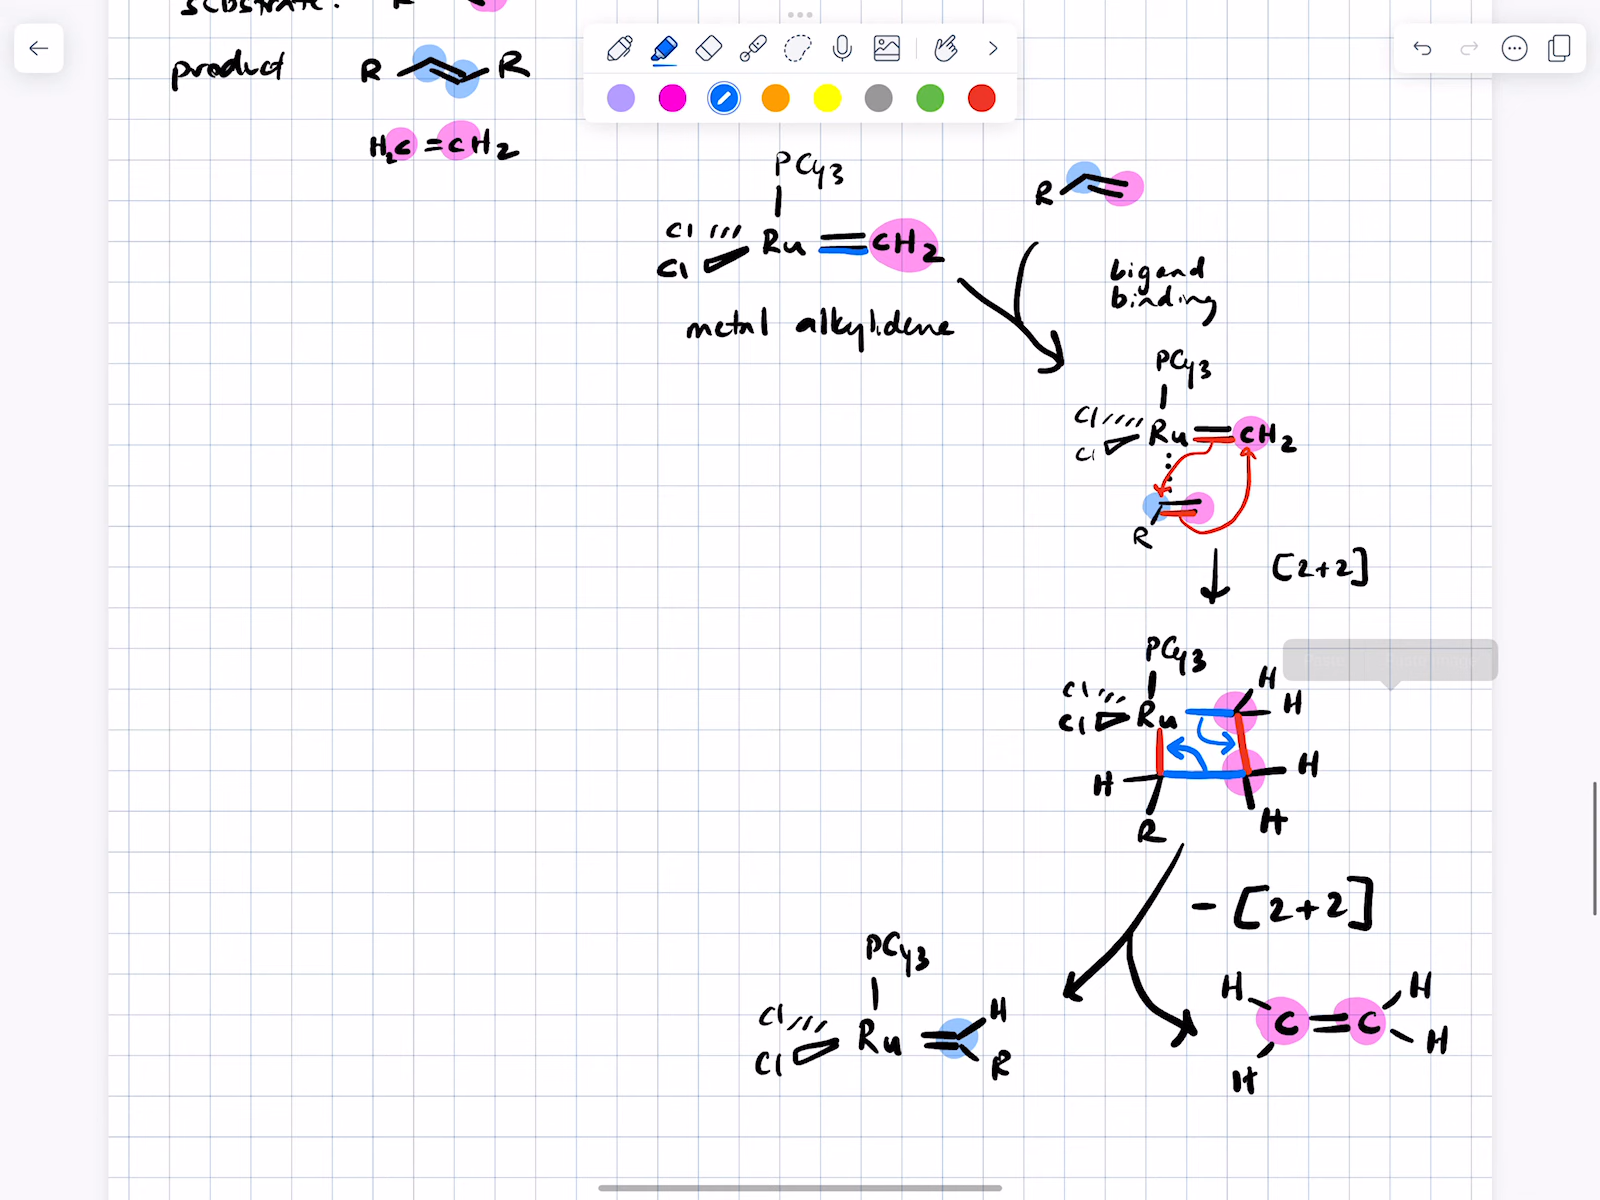 SUBSTRATE: R
product R R
H2C = CH2
PCy3
Cl Ru CH2
Cl
metal alkylidene
R
ligand
binding
PCy3
Cl Ru CH2
Cl
R
[2+2]
PCy3
Cl Ru H H
Cl
H H
R H
- [2+2]
PCy3
Cl Ru H
Cl R
H C = C H
H H